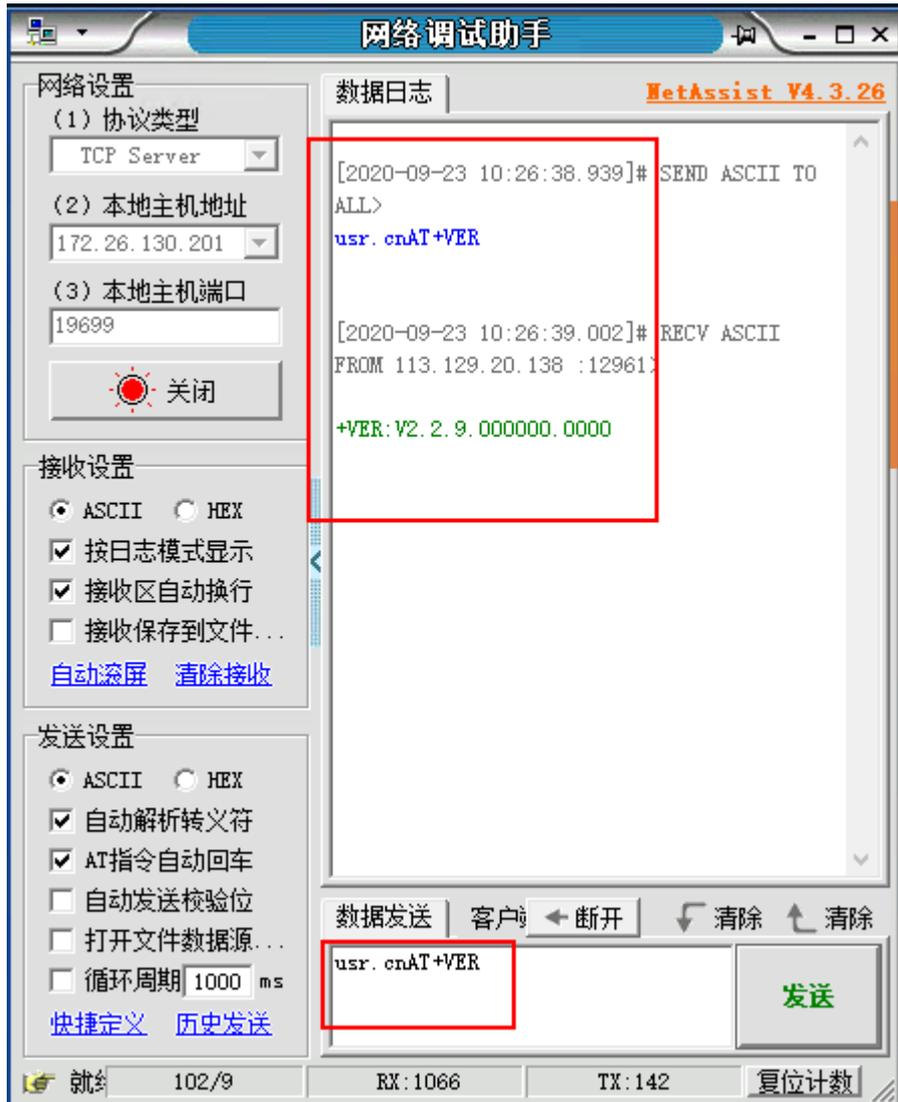 网络调试助手
网络设置
(1) 协议类型
TCP Server
(2) 本地主机地址
172.26.130.201
(3) 本地主机端口
19699
关闭
接收设置
ASCII HEX
按日志模式显示
接收区自动换行
接收保存到文件...
自动滚屏 清除接收
发送设置
ASCII HEX
自动解析转义符
AT指令自动回车
自动发送校验位
打开文件数据源...
循环周期 1000 ms
快捷定义 历史发送
数据日志 NetAssist V4.3.26
[2020-09-23 10:26:38.939]# SEND ASCII TO
ALL>
usr.cnAT+VER
[2020-09-23 10:26:39.002]# RECV ASCII
FROM 113.129.20.138 :12961>
+VER:V2.2.9.000000.0000
数据发送 客户 断开 清除 清除
usr.cnAT+VER
发送
就 102/9 RX:1066 TX:142 复位计数